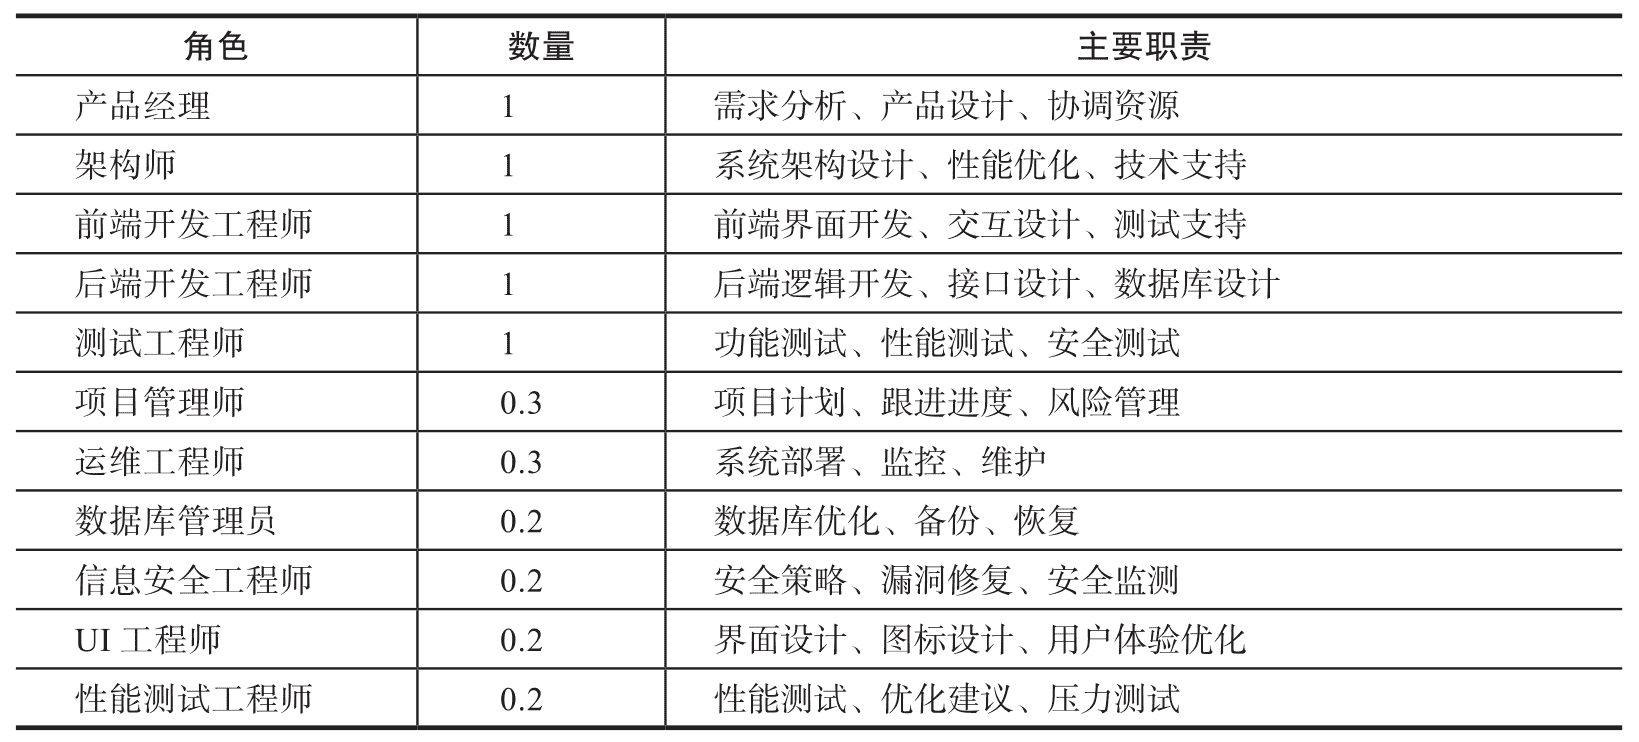 角色 数量 主要职责
产品经理 1 需求分析、产品设计、协调资源
架构师 1 系统架构设计、性能优化、技术支持
前端开发工程师 1 前端界面开发、交互设计、测试支持
后端开发工程师 1 后端逻辑开发、接口设计、数据库设计
测试工程师 1 功能测试、性能测试、安全测试
项目管理师 0.3 项目计划、跟进进度、风险管理
运维工程师 0.3 系统部署、监控、维护
数据库管理员 0.2 数据库优化、备份、恢复
信息安全工程师 0.2 安全策略、漏洞修复、安全监测
UI 工程师 0.2 界面设计、图标设计、用户体验优化
性能测试工程师 0.2 性能测试、优化建议、压力测试